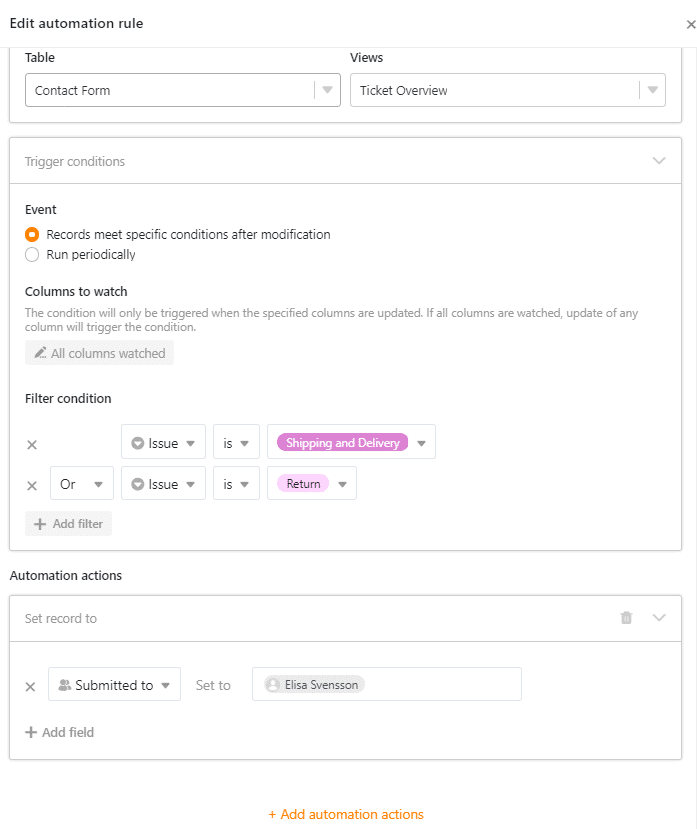 Edit automation rule
Table Views
Contact Form Ticket Overview
Trigger conditions
Event
Records meet specific conditions after modification
Run periodically
Columns to watch
The condition will only be triggered when the specified columns are updated. If all columns are watched, update of any
column will trigger the condition.
All columns watched
Filter condition
Issue is Shipping and Delivery
Or Issue is Return
+ Add filter
Automation actions
Set record to
Submitted to Set to Elisa Svensson
+ Add field
+ Add automation actions